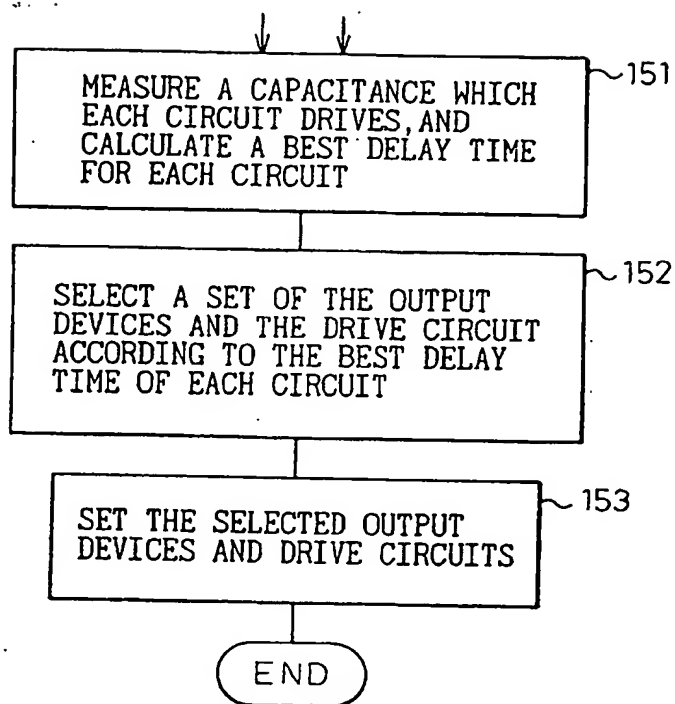 MEASURE A CAPACITANCE WHICH
EACH CIRCUIT DRIVES, AND
CALCULATE A BEST DELAY TIME
FOR EACH CIRCUIT
151
SELECT A SET OF THE OUTPUT
DEVICES AND THE DRIVE CIRCUIT
ACCORDING TO THE BEST DELAY
TIME OF EACH CIRCUIT
152
SET THE SELECTED OUTPUT
DEVICES AND DRIVE CIRCUITS
153
END